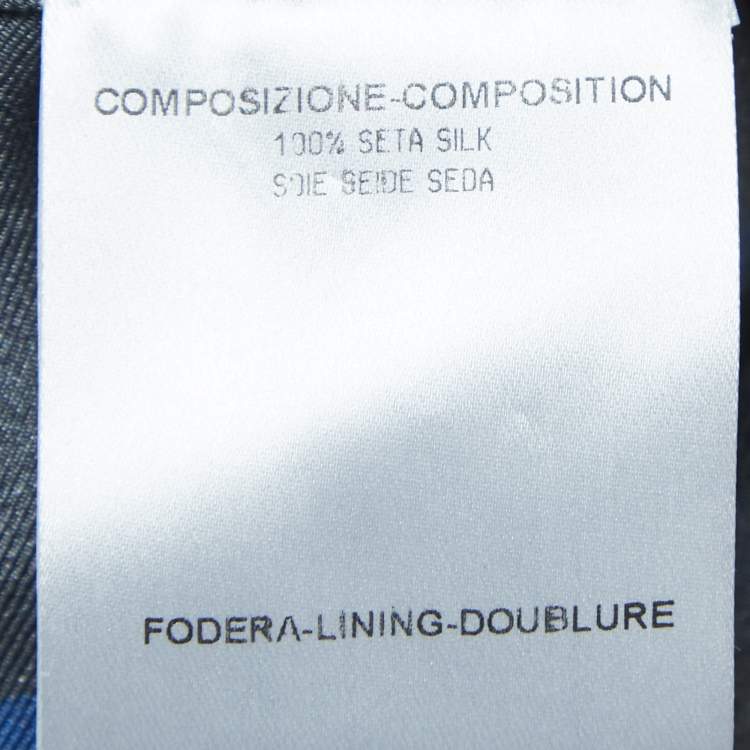 COMPOSIZIONE-COMPOSITION
100% SETA SILK
SOIE SEIDE SEDA
FODERA-LINING-DOUBLURE